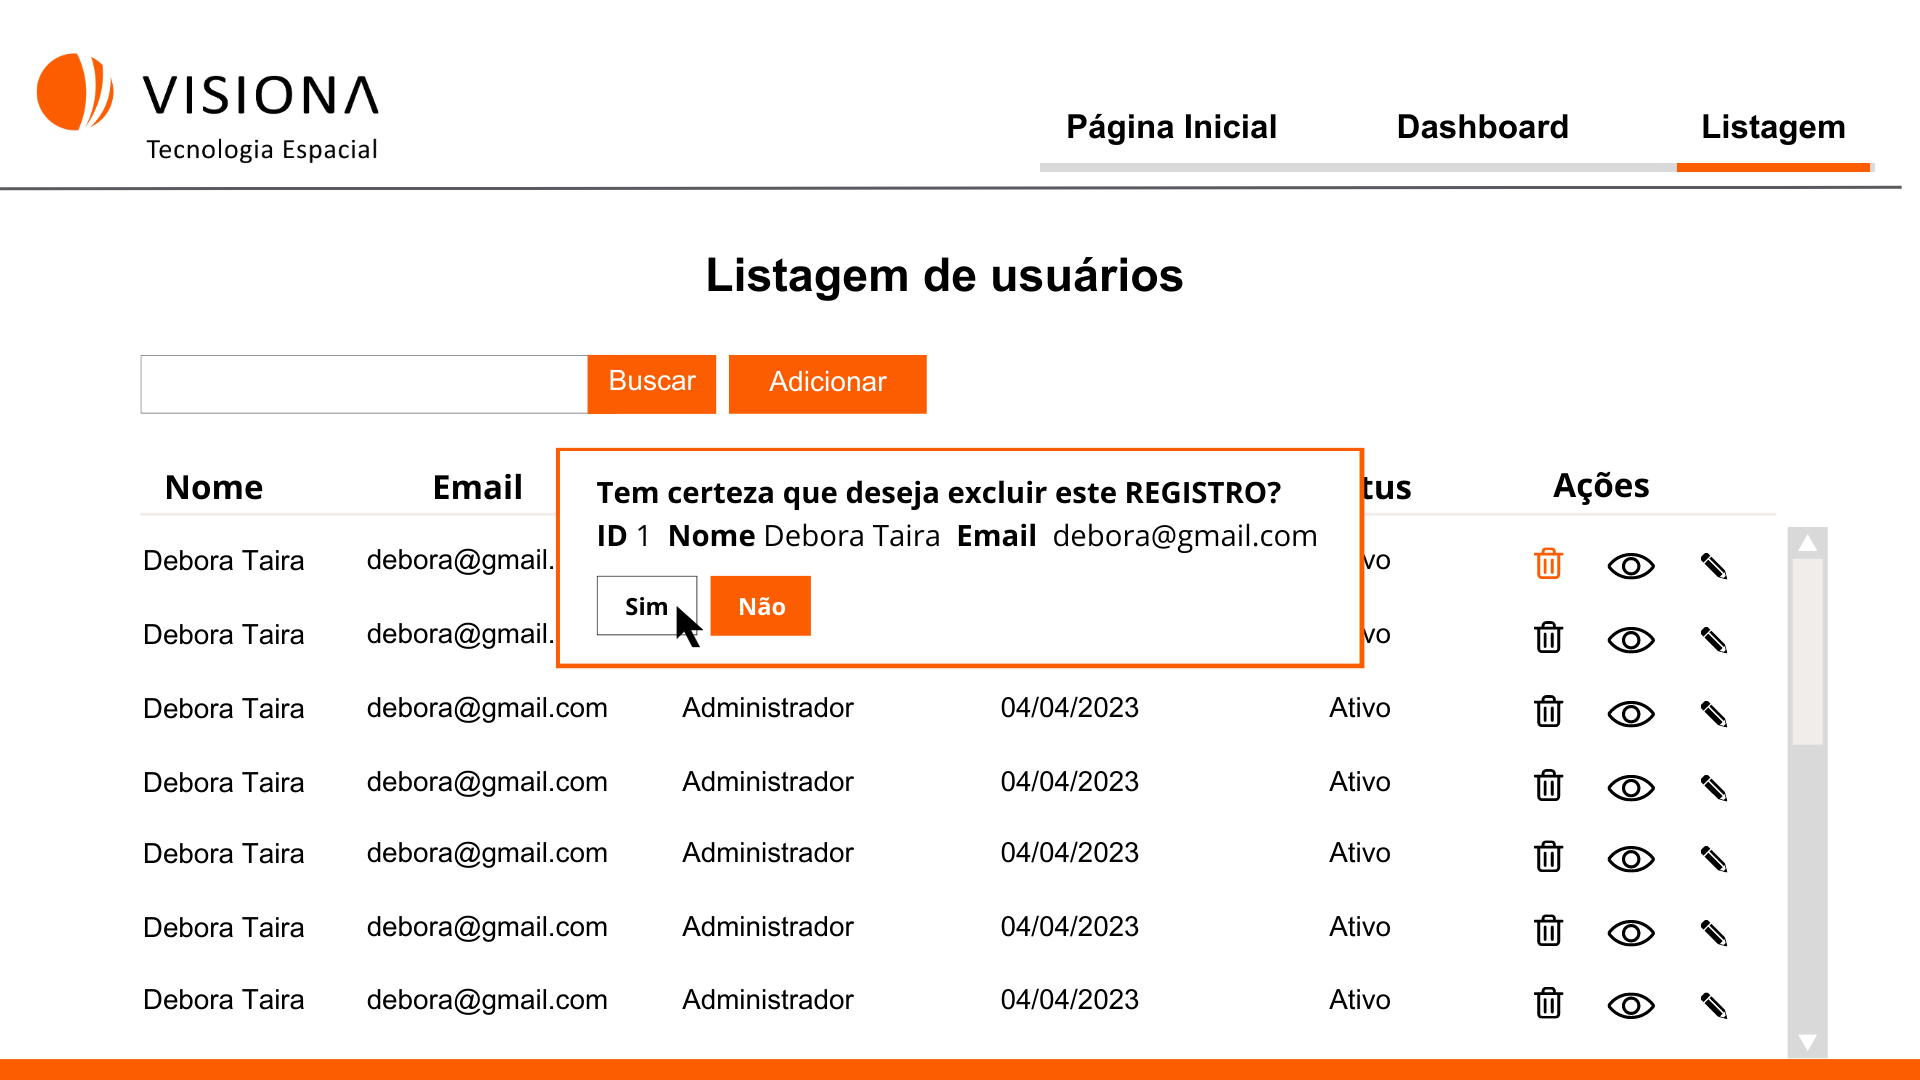 VISIONA
Tecnologia Espacial
Página Inicial Dashboard Listagem
Listagem de usuários
Buscar Adicionar
Nome Email tus Ações
Tem certeza que deseja excluir este REGISTRO?
ID 1 Nome Debora Taira Email debora@gmail.com
Sim Não
Debora Taira debora@gmail. vo
Debora Taira debora@gmail. vo
Debora Taira debora@gmail.com Administrador 04/04/2023 Ativo
Debora Taira debora@gmail.com Administrador 04/04/2023 Ativo
Debora Taira debora@gmail.com Administrador 04/04/2023 Ativo
Debora Taira debora@gmail.com Administrador 04/04/2023 Ativo
Debora Taira debora@gmail.com Administrador 04/04/2023 Ativo